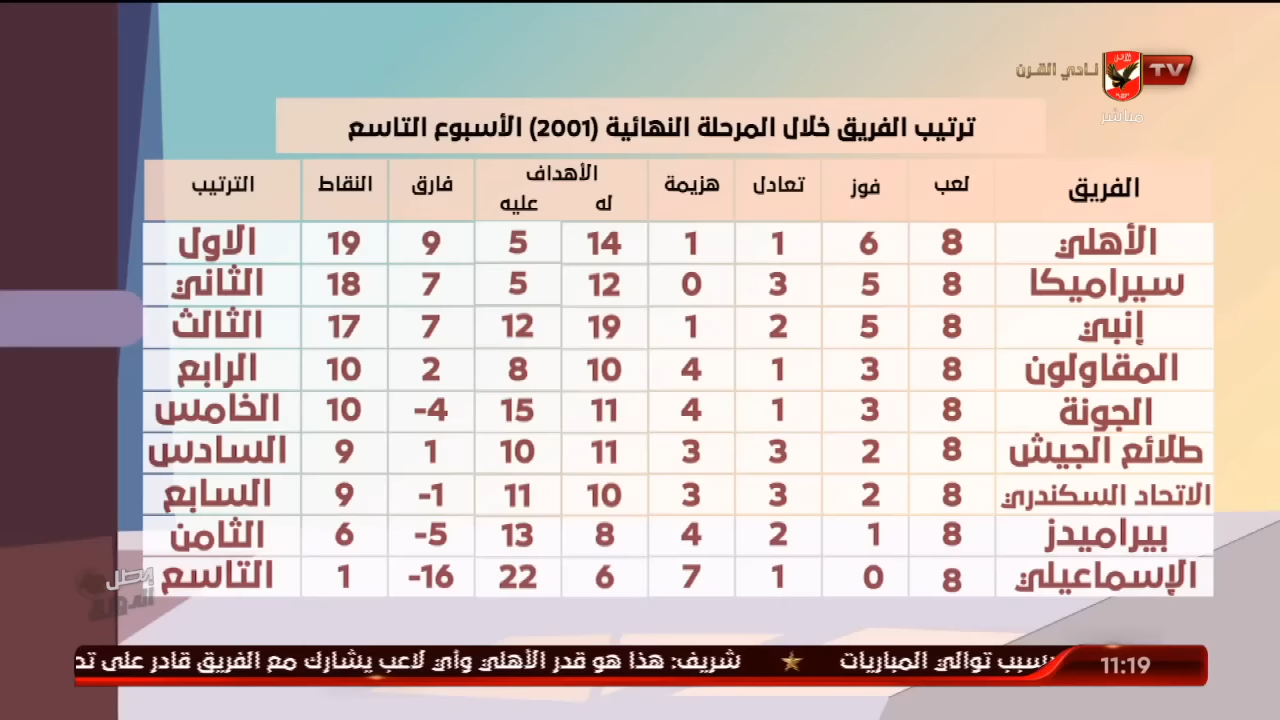 نادي القرن TV
مباشر
ترتيب الفريق خلال المرحلة النهائية (2001) الأسبوع التاسع
الفريق لعب فوز تعادل هزيمة الأهداف له عليه فارق النقاط الترتيب
الأهلي 8 6 1 1 14 5 9 19 الاول
سيراميكا 8 5 3 0 12 5 7 18 الثاني
إنبي 8 5 2 1 19 12 7 17 الثالث
المقاولون 8 3 1 4 10 8 2 10 الرابع
الجونة 8 3 1 4 11 15 -4 10 الخامس
طلائع الجيش 8 2 3 3 11 10 1 9 السادس
الاتحاد السكندري 8 2 3 3 10 11 -1 9 السابع
بيراميدز 8 1 2 4 8 13 -5 6 الثامن
الإسماعيلي 8 0 1 7 6 22 -16 1 التاسع
11:19 بسبب توالي المباريات شريف: هذا هو قدر الأهلي وأي لاعب يشارك مع الفريق قادر على